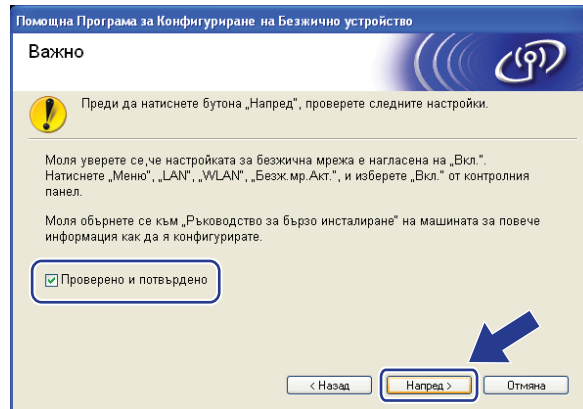 Помощна Програма за Конфигуриране на Безжично устройство
Важно
Преди да натиснете бутона „Напред”, проверете следните настройки.
Моля уверете се,че настройката за безжична мрежа е нагласена на „Вкл.”.
Натиснете „Меню”, „LAN”, „WLAN”, „Безж.мр.Акт.”, и изберете „Вкл.” от контролния
панел.
Моля обърнете се към „Ръководство за бързо инсталиране” на машината за повече
информация как да я конфигурирате.
Проверено и потвърдено
< Назад
Напред >
Отмяна